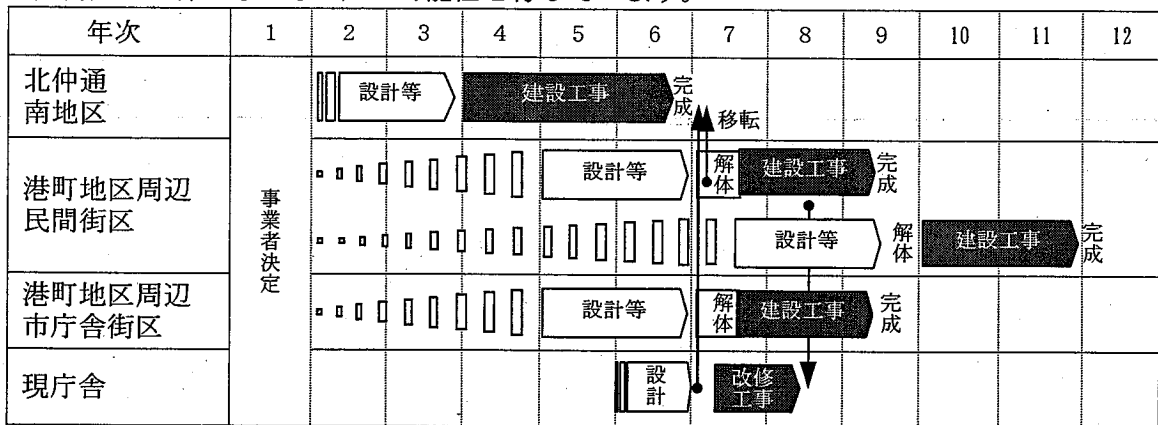 年次 1 2 3 4 5 6 7 8 9 10 11 12
事業者決定
北仲通
南地区
設計等 建設工事 完成
移転
港町地区周辺
民間街区
設計等 解体 建設工事 完成
設計等 解体 建設工事 完成
港町地区周辺
市庁舎街区
設計等 解体 建設工事 完成
現庁舎
設計 改修
工事